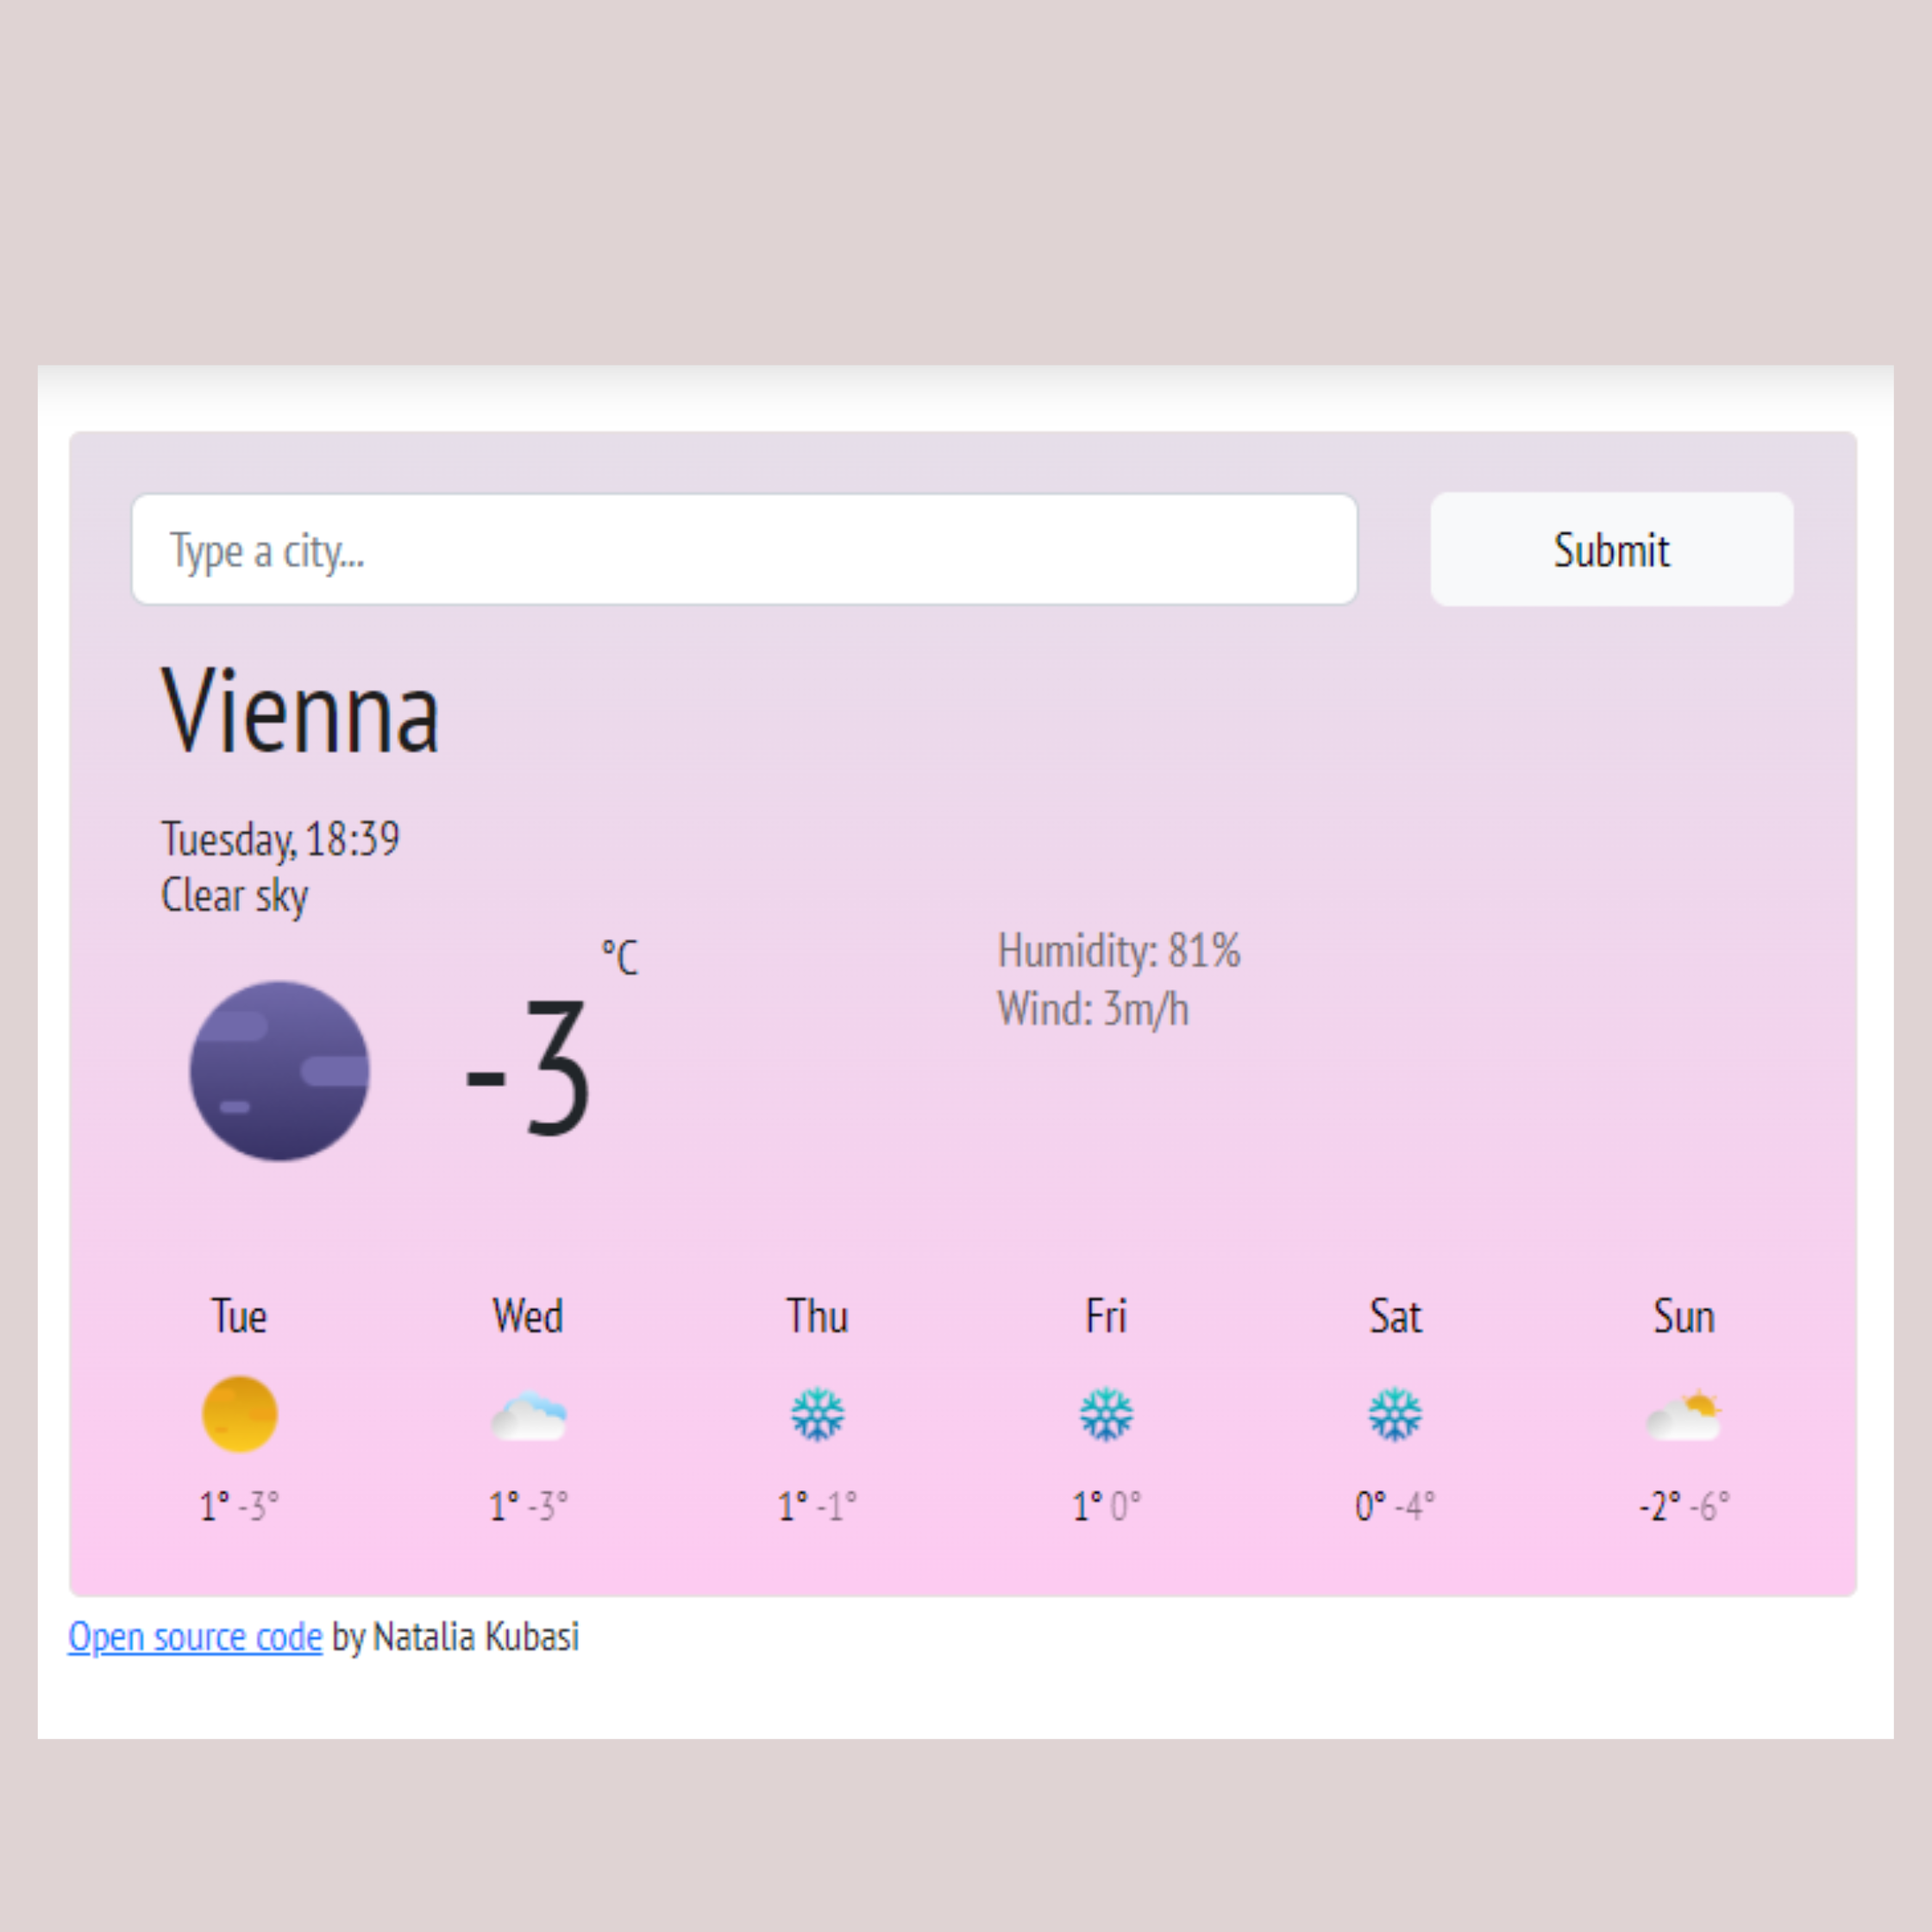 Type a city...
Submit
Vienna
Tuesday, 18:39
Clear sky
°C
-3
Humidity: 81%
Wind: 3m/h
Tue Wed Thu Fri Sat Sun
1° -3° 1° -3° 1° -1° 1° 0° 0° -4° -2° -6°
Open source code by Natalia Kubasi